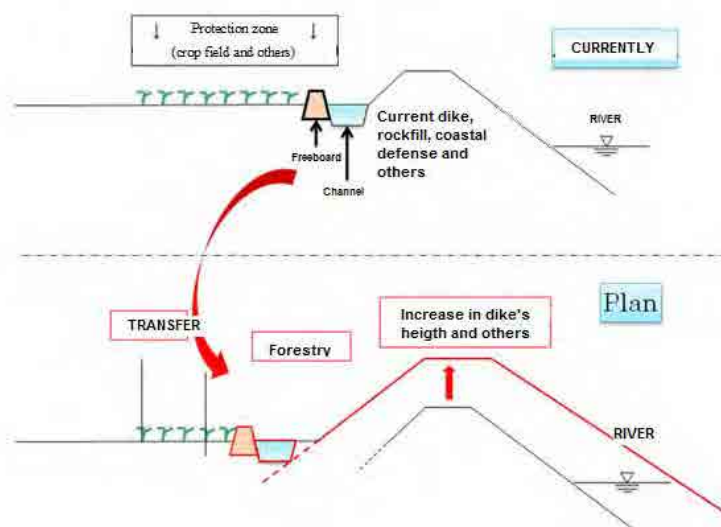 Protection zone
(crop field and others)
CURRENTLY
Current dike,
rockfill, coastal
defense and
others
RIVER
Freeboard
Channel
TRANSFER
Forestry
Increase in dike's
heigth and others
Plan
RIVER